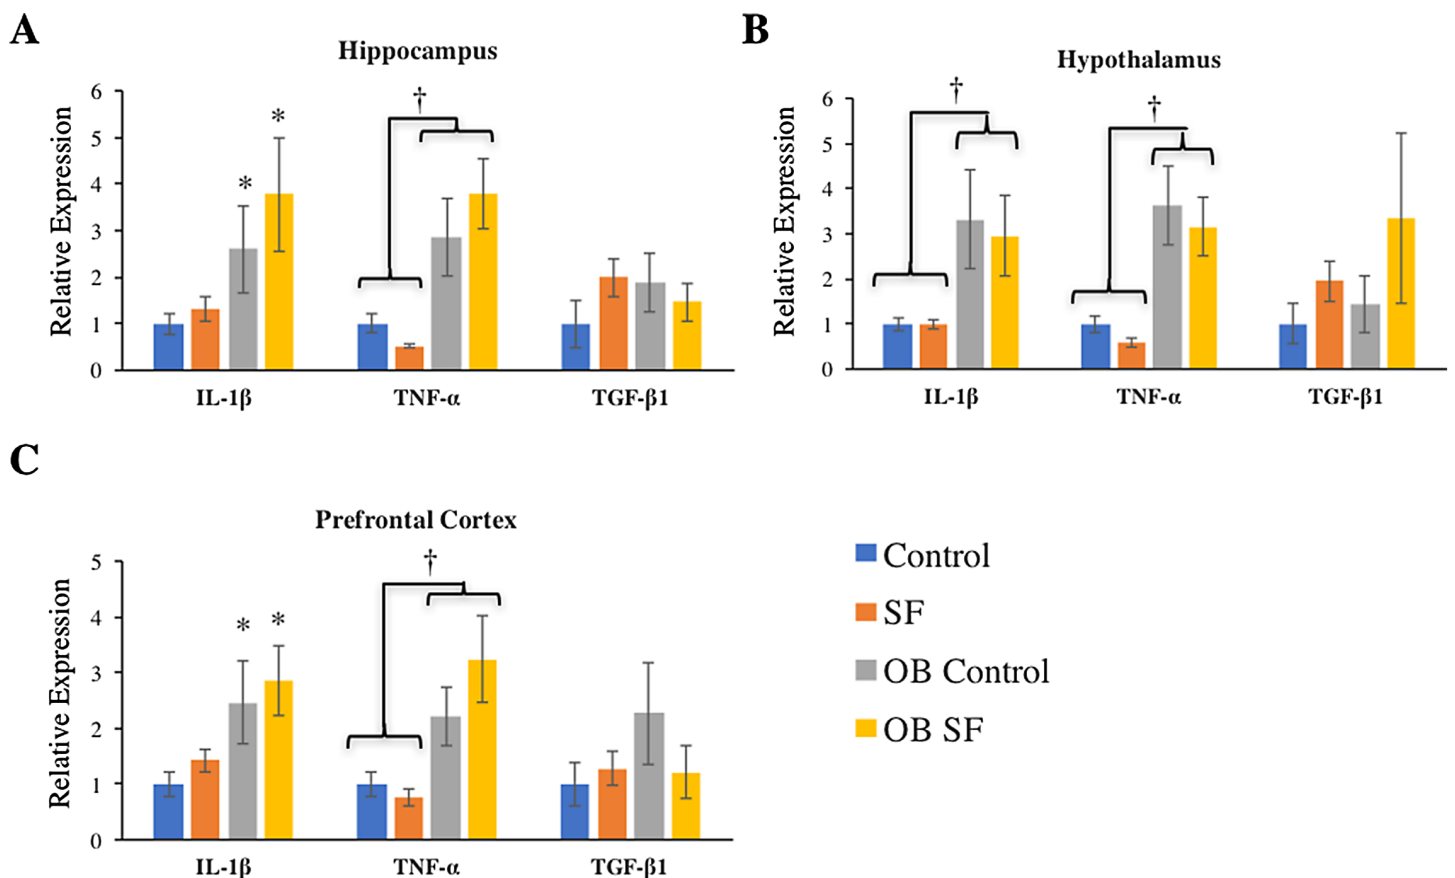 A
Hippocampus
Relative Expression
6
5
4
3
2
1
0
*
*
†
IL-1β
TNF-α
TGF-β1
B
Hypothalamus
Relative Expression
6
5
4
3
2
1
0
†
†
IL-1β
TNF-α
TGF-β1
C
Prefrontal Cortex
Relative Expression
5
4
3
2
1
0
*
*
†
IL-1β
TNF-α
TGF-β1
Control
SF
OB Control
OB SF